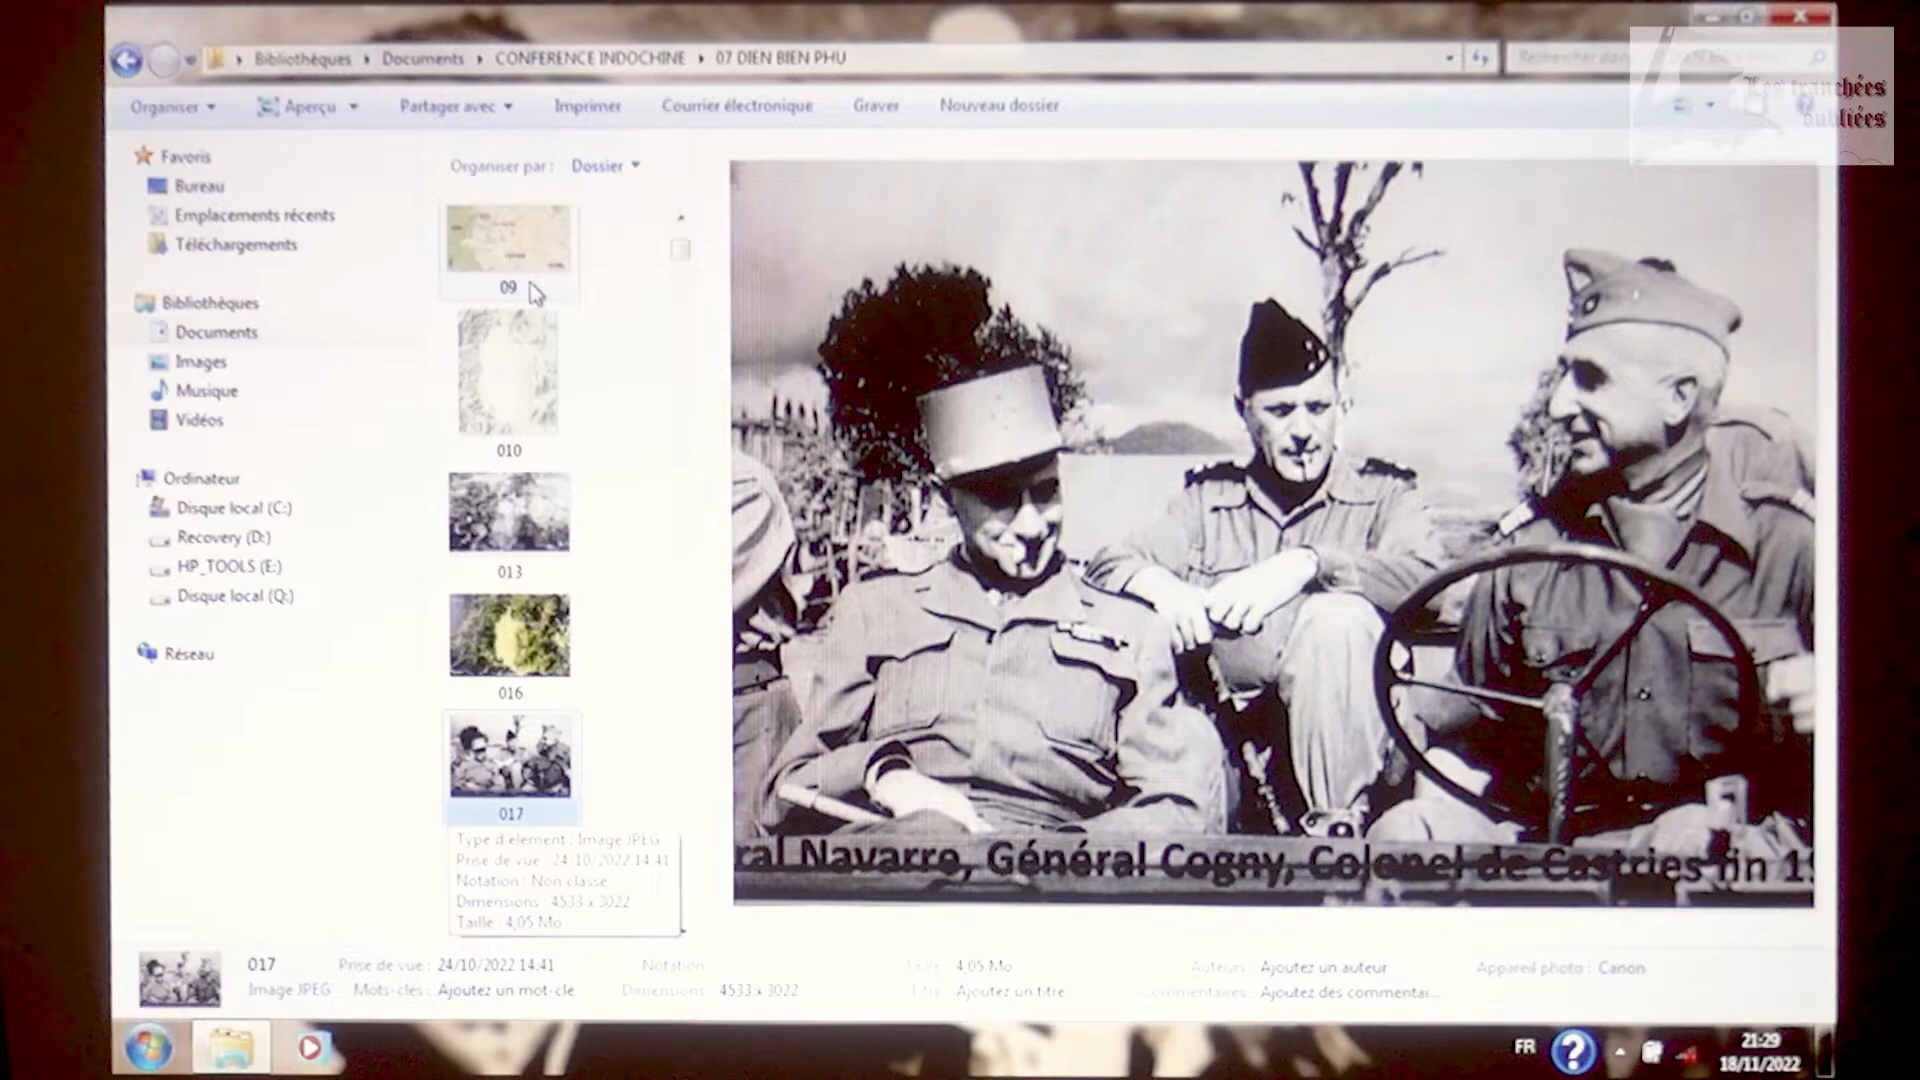 Bibliothèques
Documents
CONFERENCE INDOCHINE
07 DIEN BIEN PHU
Les tranchées
oubliées
Organiser
Aperçu
Partager avec
Imprimer
Courrier électronique
Graver
Nouveau dossier
Favoris
Bureau
Emplacements récents
Téléchargements
Bibliothèques
Documents
Images
Musique
Vidéos
Ordinateur
Disque local (C:)
Recovery (D:)
HP_TOOLS (E:)
Disque local (Q:)
Réseau
Organiser par :
Dossier
09
010
013
016
017
Type d'élément : Image JPEG
Prise de vue : 24/10/2022 14:41
Notation : Non classé
Dimensions : 4533 x 3022
Taille : 4,05 Mo
ral Navarre, Général Cogny, Colonel de Castries fin 1
017
Prise de vue : 24/10/2022 14:41
Notation
Taille 4,05 Mo
Auteurs : Ajoutez un auteur
Appareil photo : Canon
Image JPEG
Mots-clés : Ajoutez un mot-clé
Dimensions 4533 x 3022
Titre Ajoutez un titre
Commentaires : Ajoutez des commentai...
FR
21:29
18/11/2022